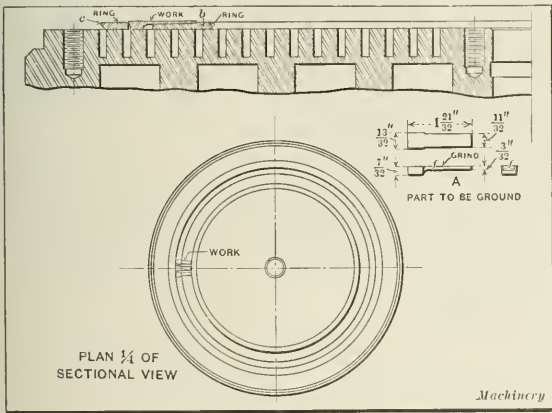 RING WORK b RING
c
1 21/32"
13"/32
11"/32
GRIND
3"/32
7"/32
A
PART TO BE GROUND
WORK
PLAN 1/4 OF
SECTIONAL VIEW
Machinery